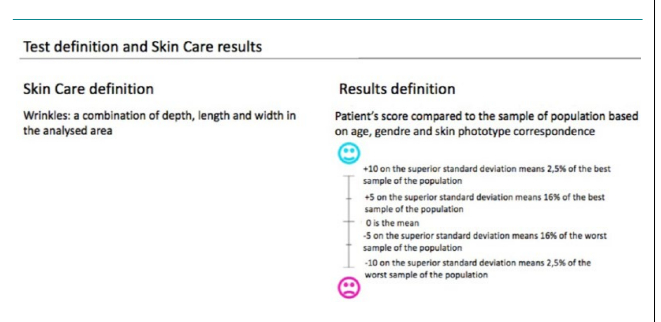 Test definition and Skin Care results
Skin Care definition
Wrinkles: a combination of depth, length and width in
the analysed area
Results definition
Patient's score compared to the sample of population based
on age, gendre and skin phototype correspondence
+10 on the superior standard deviation means 2,5% of the best
sample of the population
+5 on the superior standard deviation means 16% of the best
sample of the population
0 is the mean
-5 on the superior standard deviation means 16% of the worst
sample of the population
-10 on the superior standard deviation means 2,5% of the
worst sample of the population